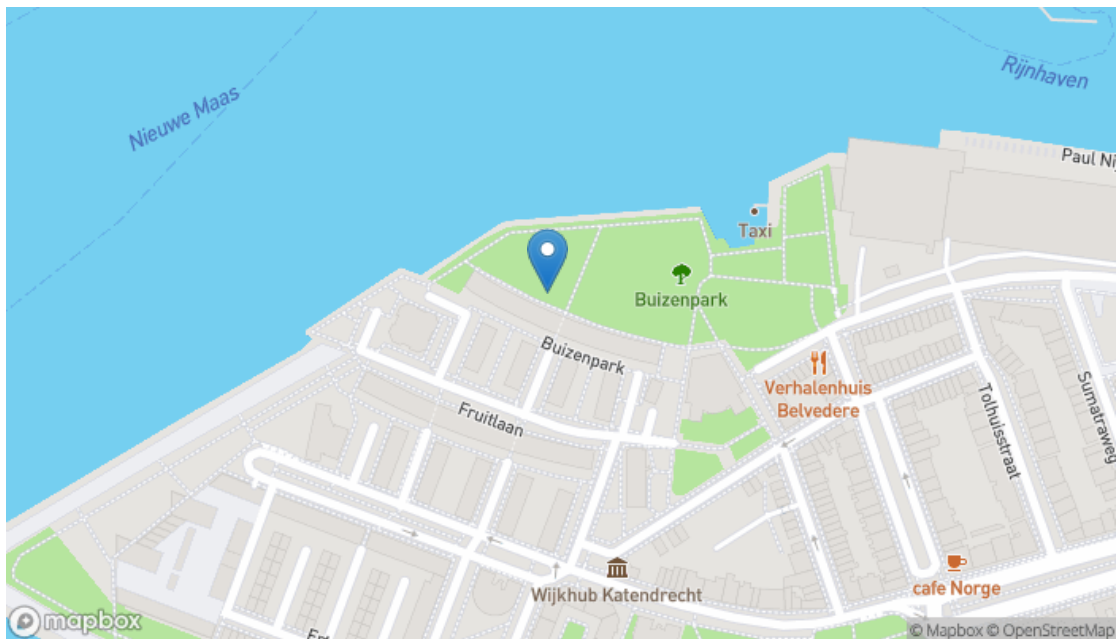 Rijnhaven
Nieuwe Maas
Paul Nij
Taxi
Buizenpark
Buizenpark
Verhalenhuis
Belvedere
Fruitlaan
Tolhuisstraat
Sumatraweg
Wijkhub Katendrecht
cafe Norge
mapbox
© Mapbox © OpenStreetMap